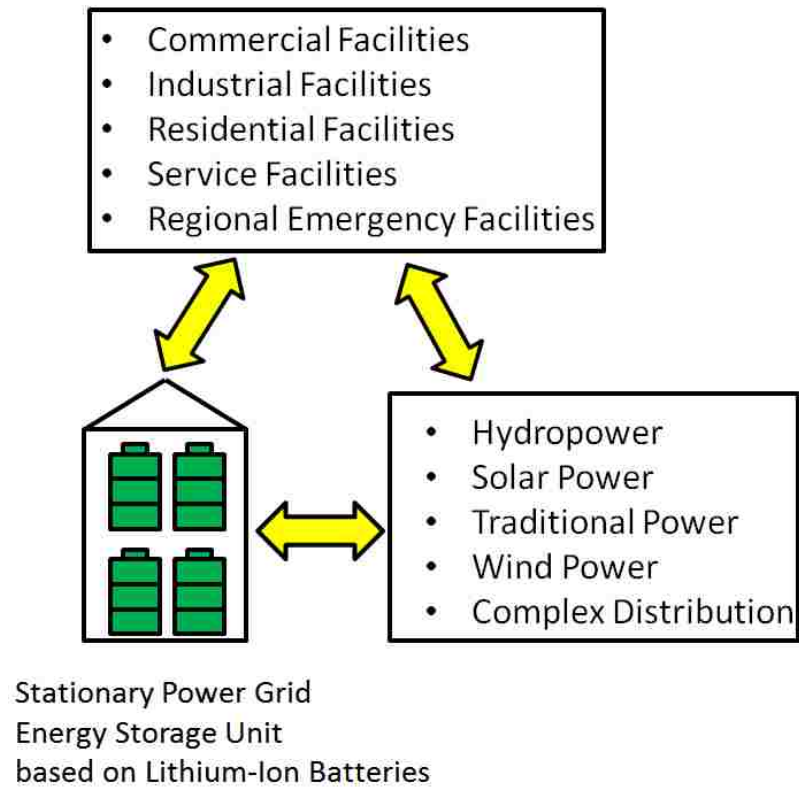 • Commercial Facilities
• Industrial Facilities
• Residential Facilities
• Service Facilities
• Regional Emergency Facilities
• Hydropower
• Solar Power
• Traditional Power
• Wind Power
• Complex Distribution
Stationary Power Grid
Energy Storage Unit
based on Lithium-Ion Batteries